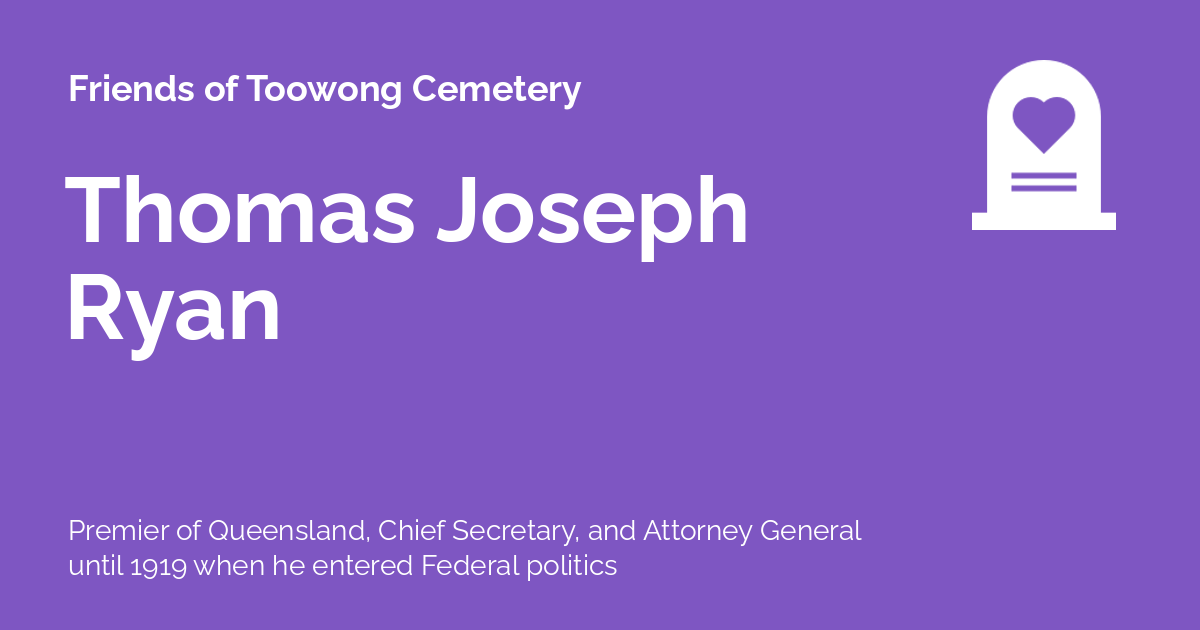 Friends of Toowong Cemetery
Thomas Joseph
Ryan
Premier of Queensland, Chief Secretary, and Attorney General
until 1919 when he entered Federal politics